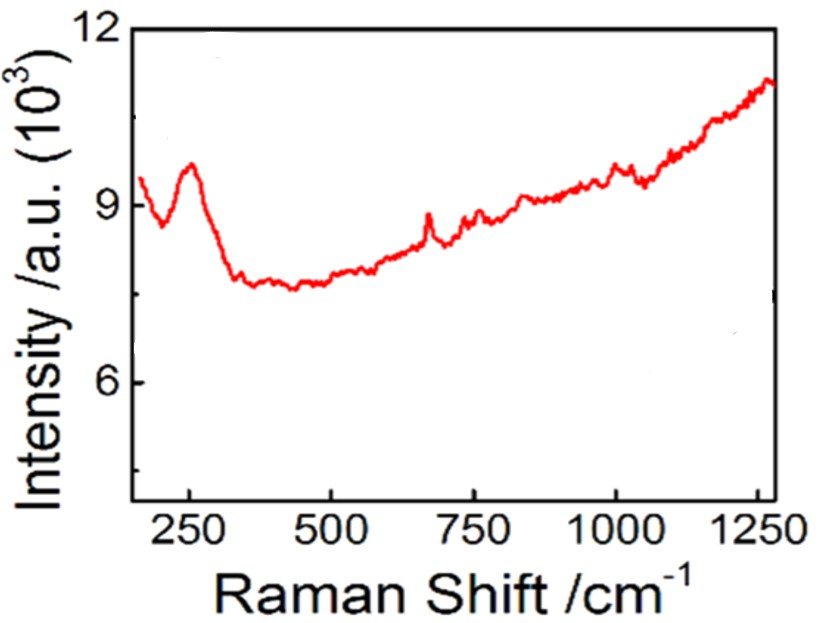 Intensity /a.u. (10³)
12
9
6
250 500 750 1000 1250
Raman Shift /cm⁻¹